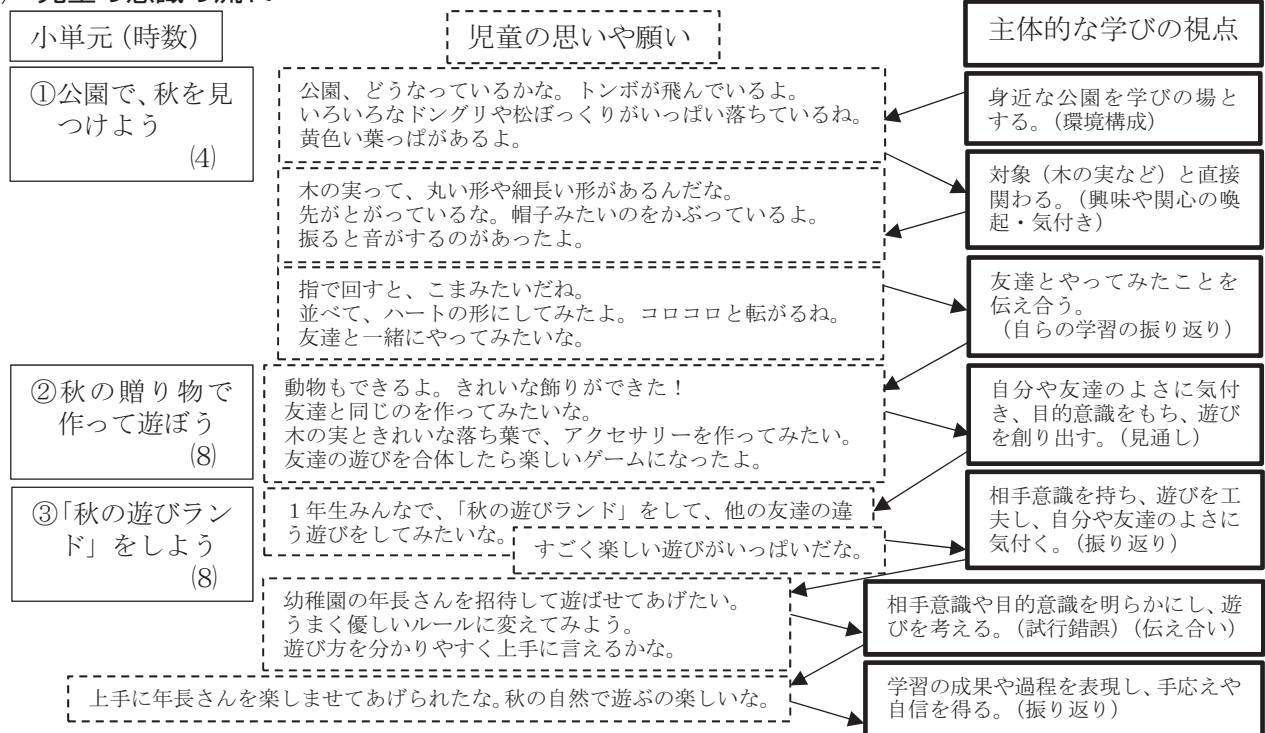 小単元(時数)
児童の思いや願い
主体的な学びの視点
①公園で、秋を見
つけよう
⑷
公園、どうなっているかな。トンボが飛んでいるよ。
いろいろなドングリや松ぼっくりがいっぱい落ちているね。
黄色い葉っぱがあるよ。
身近な公園を学びの場と
する。(環境構成)
木の実って、丸い形や細長い形があるんだな。
先がとがっているな。帽子みたいのをかぶっているよ。
振ると音がするのがあったよ。
対象(木の実など)と直接
関わる。(興味や関心の喚
起・気付き)
指で回すと、こまみたいだね。
並べて、ハートの形にしてみたよ。コロコロと転がるね。
友達と一緒にやってみたいな。
友達とやってみたことを
伝え合う。
(自らの学習の振り返り)
②秋の贈り物で
作って遊ぼう
⑻
動物もできるよ。きれいな飾りができた!
友達と同じのを作ってみたいな。
木の実ときれいな落ち葉で、アクセサリーを作ってみたい。
友達の遊びを合体したら楽しいゲームになったよ。
自分や友達のよさに気付
き、目的意識をもち、遊び
を創り出す。(見通し)
③「秋の遊びラン
ド」をしよう
⑻
1年生みんなで、「秋の遊びランド」をして、他の友達の違
う遊びをしてみたいな。
すごく楽しい遊びがいっぱいだな。
相手意識を持ち、遊びを工
夫し、自分や友達のよさに
気付く。(振り返り)
幼稚園の年長さんを招待して遊ばせてあげたい。
うまく優しいルールに変えてみよう。
遊び方を分かりやすく上手に言えるかな。
相手意識や目的意識を明らかにし、遊
びを考える。(試行錯誤)(伝え合い)
上手に年長さんを楽しませてあげられたな。秋の自然で遊ぶの楽しいな。
学習の成果や過程を表現し、手応えや
自信を得る。(振り返り)